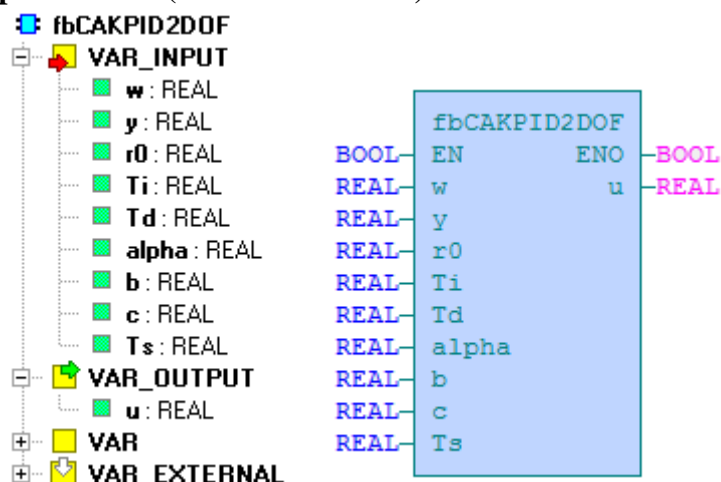 fbCAKPID2DOF
VAR_INPUT
w : REAL
y : REAL
r0 : REAL
Ti : REAL
Td : REAL
alpha : REAL
b : REAL
c : REAL
Ts : REAL
VAR_OUTPUT
u : REAL
VAR
VAR_EXTERNAL
fbCAKPID2DOF
BOOL EN ENO BOOL
REAL w u REAL
REAL y
REAL r0
REAL Ti
REAL Td
REAL alpha
REAL b
REAL c
REAL Ts